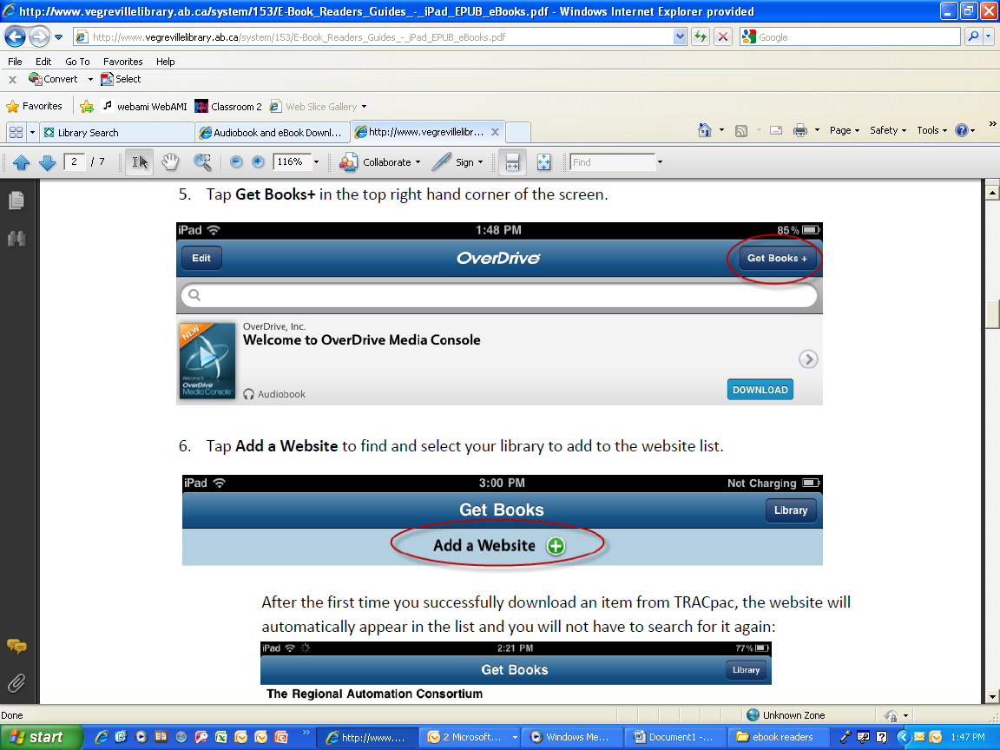 http://www.vegrevillelibrary.ab.ca/system/153/E-Book_Readers_Guides_-_iPad_EPUB_eBooks.pdf - Windows Internet Explorer provided
http://www.vegrevillelibrary.ab.ca/system/153/E-Book_Readers_Guides_-_iPad_EPUB_eBooks.pdf
Google
File Edit Go To Favorites Help
x Convert Select
Favorites webami WebAMI Classroom 2 Web Slice Gallery
Library Search Audiobook and eBook Downl... http://www.vegrevillelibr... Page Safety Tools
2 / 7 116% Collaborate Sign Find
5. Tap Get Books+ in the top right hand corner of the screen.
iPad 1:48 PM 85%
Edit OverDrive Get Books +
OverDrive, Inc.
NEW
Welcome to OverDrive Media Console
Welcome to
OverDrive
Media Console
Audiobook
DOWNLOAD
6. Tap Add a Website to find and select your library to add to the website list.
iPad 3:00 PM Not Charging
Get Books Library
Add a Website
After the first time you successfully download an item from TRACpac, the website will
automatically appear in the list and you will not have to search for it again:
iPad 2:21 PM 77%
Get Books Library
The Regional Automation Consortium
Done Unknown Zone
start http://www.... 2 Microsoft... Windows Me... Document1 -... ebook readers 1:47 PM